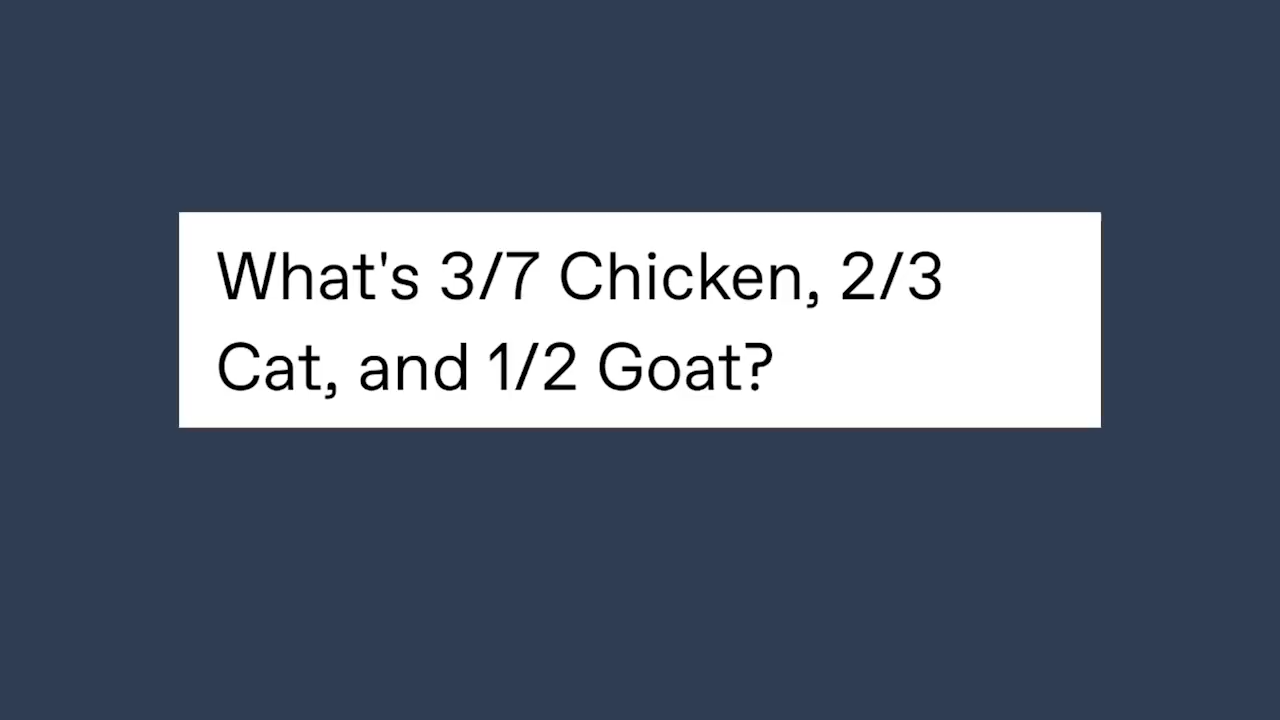 What's 3/7 Chicken, 2/3
Cat, and 1/2 Goat?